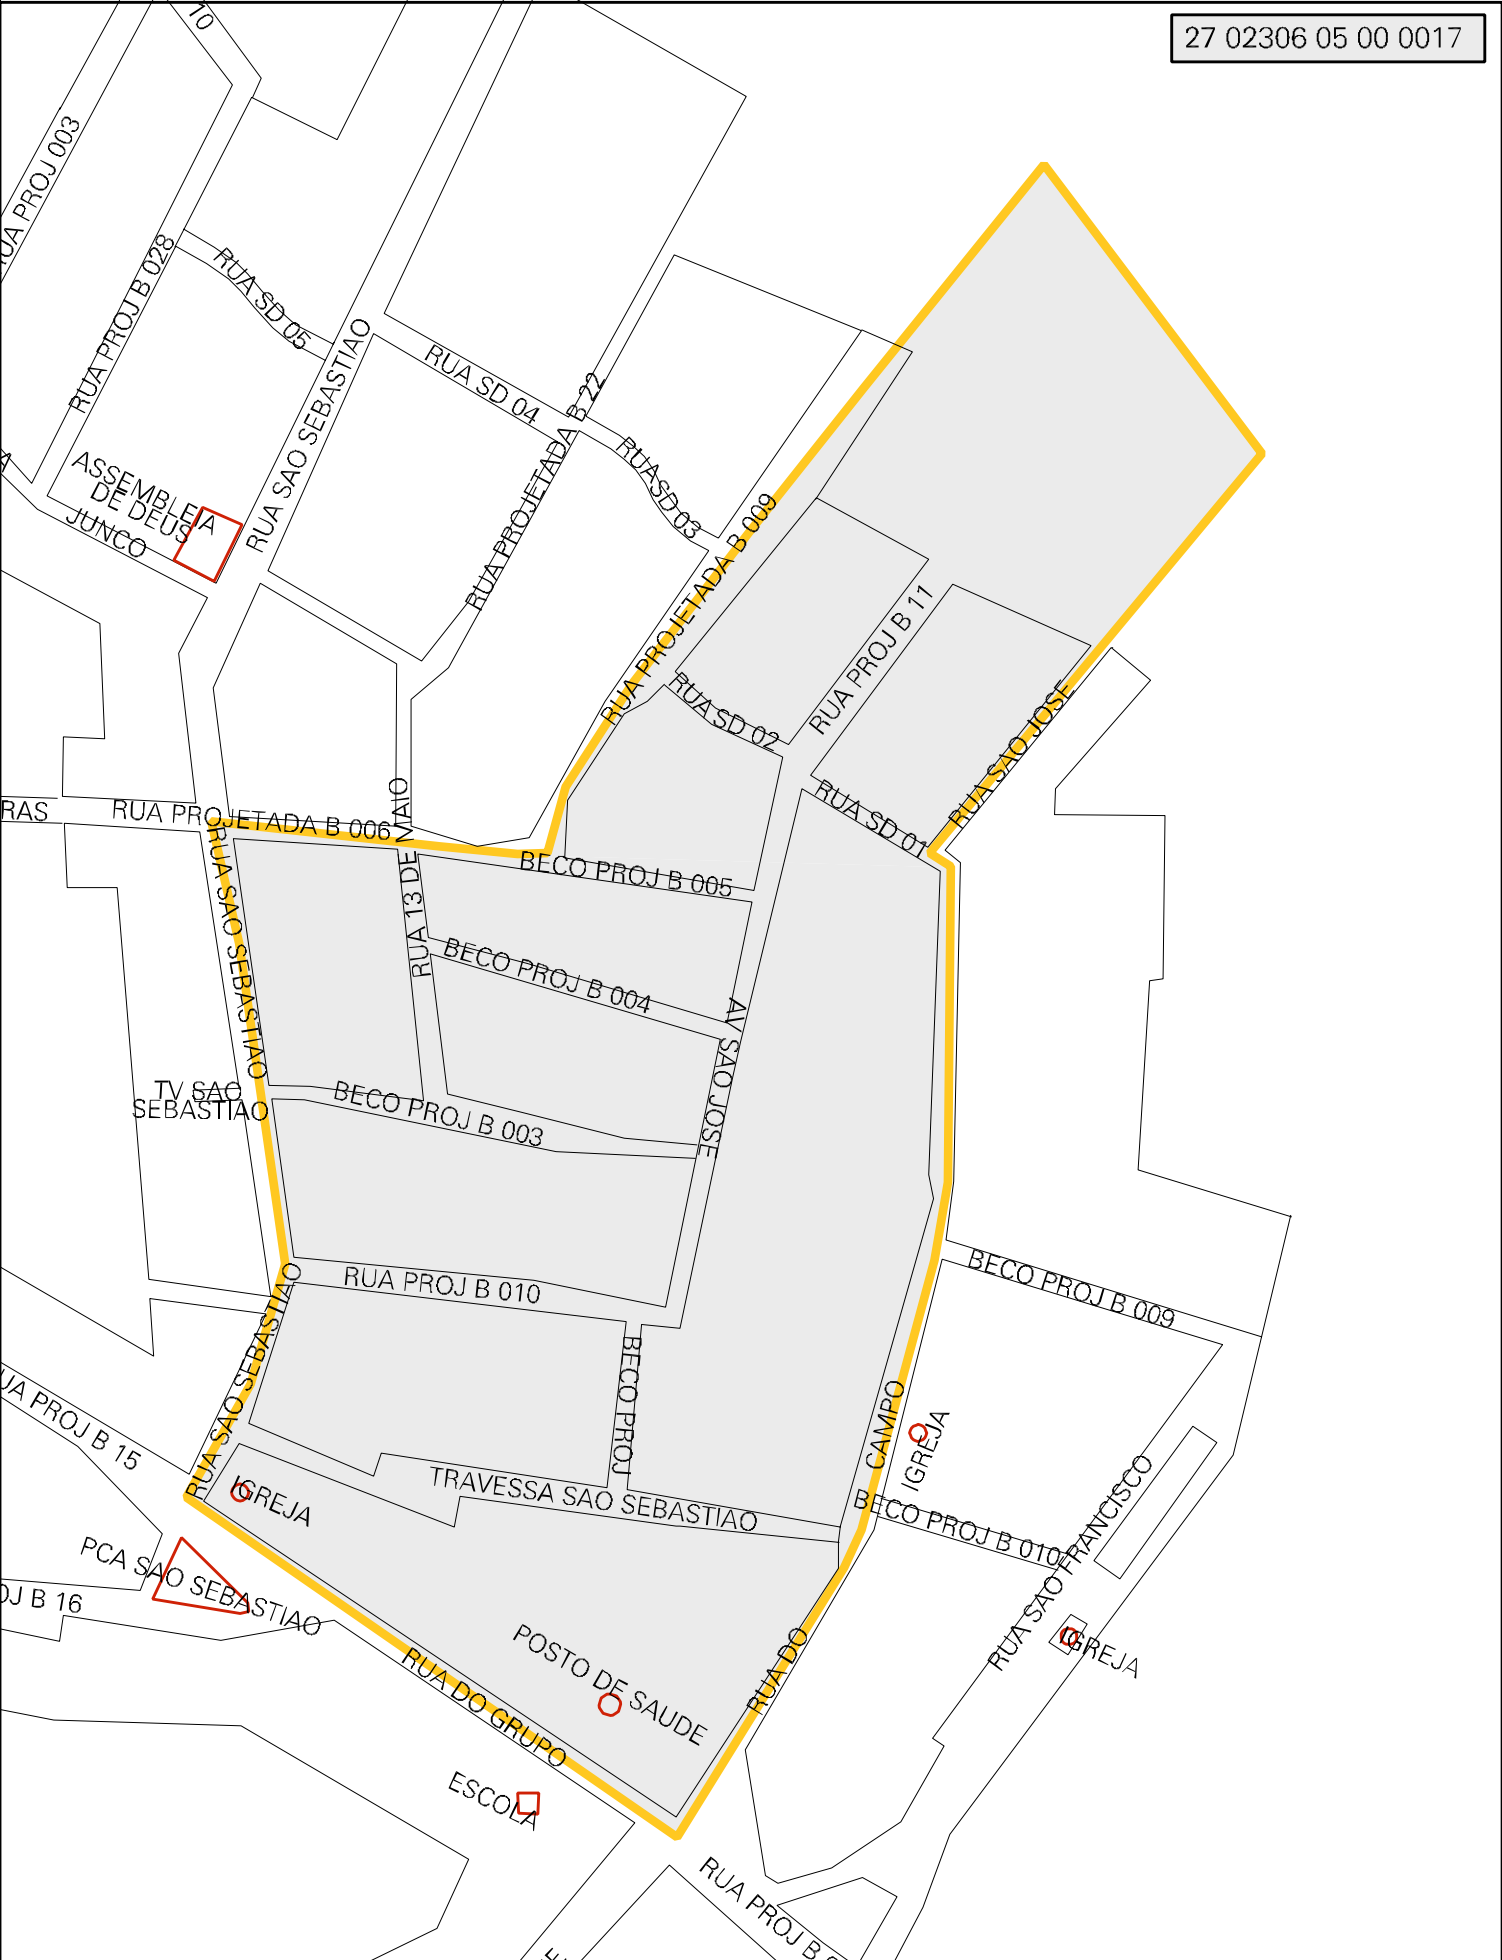 10
27 02306 05 00 0017
RUA PROJ 003
RUA PROJ B 028
RUA SD 05
RUA SAO SEBASTIAO
RUA SD 04
RUA PROJETADA B 22
RUA SD 03
ASSEMBLEIA
DE DEUS
JUNCO
RUA PROJETADA B 009
RUA PROJ B 11
RUA SD 02
RUA SAO JOSE
RUA SD 01
RAS
RUA PROJETADA B 006
RUA 13 DE MAIO
BECO PROJ B 005
RUA SAO SEBASTIAO
BECO PROJ B 004
AV SAO JOSE
TV SAO
SEBASTIAO
BECO PROJ B 003
RUA PROJ B 010
BECO PROJ B 009
RUA SAO SEBASTIAO
BECO PROJ
RUA DO CAMPO
IGREJA
UA PROJ B 15
TRAVESSA SAO SEBASTIAO
IGREJA
BECO PROJ B 010
RUA SAO FRANCISCO
PCA SAO SEBASTIAO
OJ B 16
IGREJA
POSTO DE SAUDE
RUA DO GRUPO
ESCOLA
RUA PROJ B